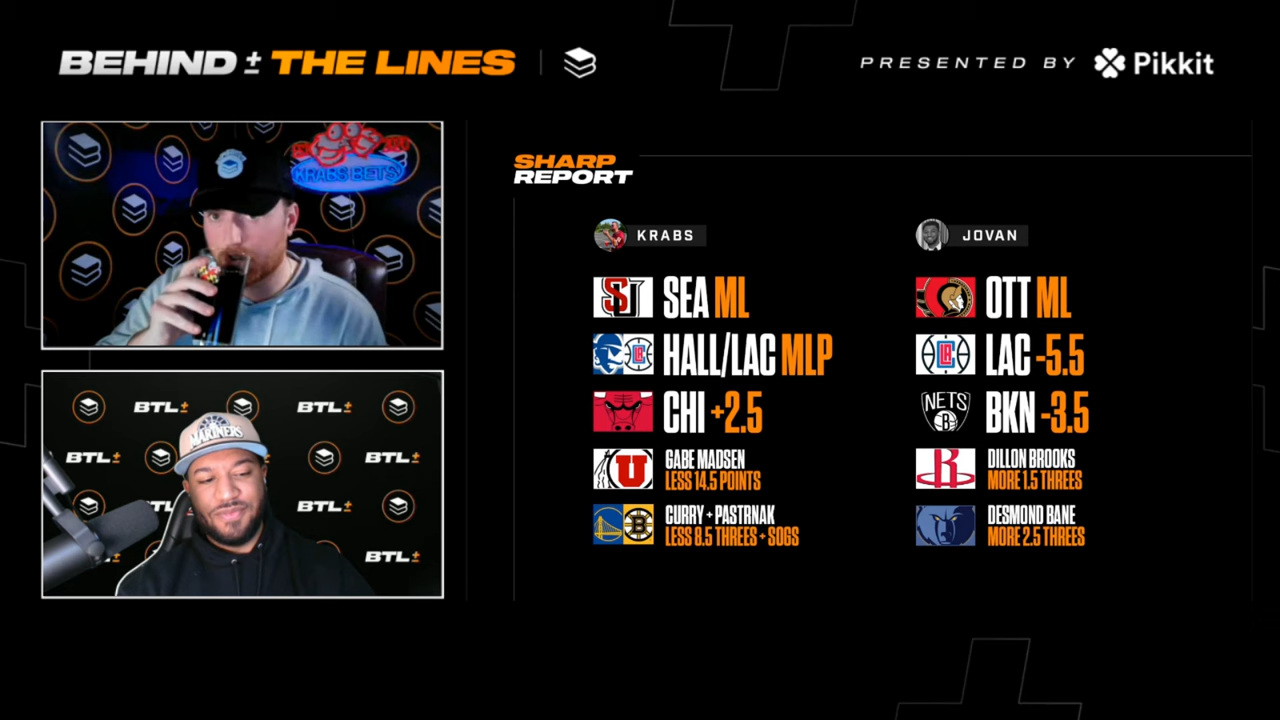 BEHIND ± THE LINES
PRESENTED BY Pikkit
KRABS BETS
MARINERS
BTL± BTL±
BTL± BTL±
BTL±
BTL±
SHARP
REPORT
KRABS
SEA ML
HALL/LAC MLP
CHI +2.5
GABE MADSEN
LESS 14.5 POINTS
CURRY + PASTRNAK
LESS 8.5 THREES + SOGS
JOVAN
OTT ML
LAC -5.5
NETS
B
BKN -3.5
DILLON BROOKS
MORE 1.5 THREES
DESMOND BANE
MORE 2.5 THREES